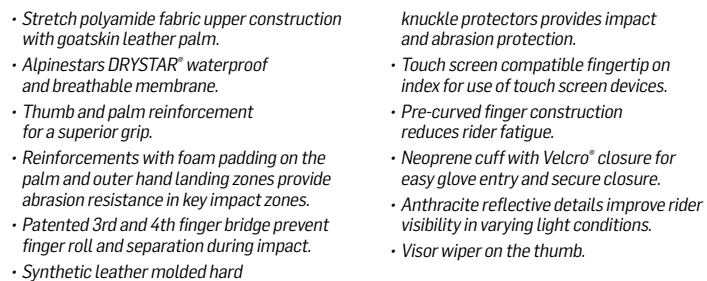 • Stretch polyamide fabric upper construction
with goatskin leather palm.
• Alpinestars DRYSTAR® waterproof
and breathable membrane.
• Thumb and palm reinforcement
for a superior grip.
• Reinforcements with foam padding on the
palm and outer hand landing zones provide
abrasion resistance in key impact zones.
• Patented 3rd and 4th finger bridge prevent
finger roll and separation during impact.
• Synthetic leather molded hard
knuckle protectors provides impact
and abrasion protection.
• Touch screen compatible fingertip on
index for use of touch screen devices.
• Pre-curved finger construction
reduces rider fatigue.
• Neoprene cuff with Velcro® closure for
easy glove entry and secure closure.
• Anthracite reflective details improve rider
visibility in varying light conditions.
• Visor wiper on the thumb.